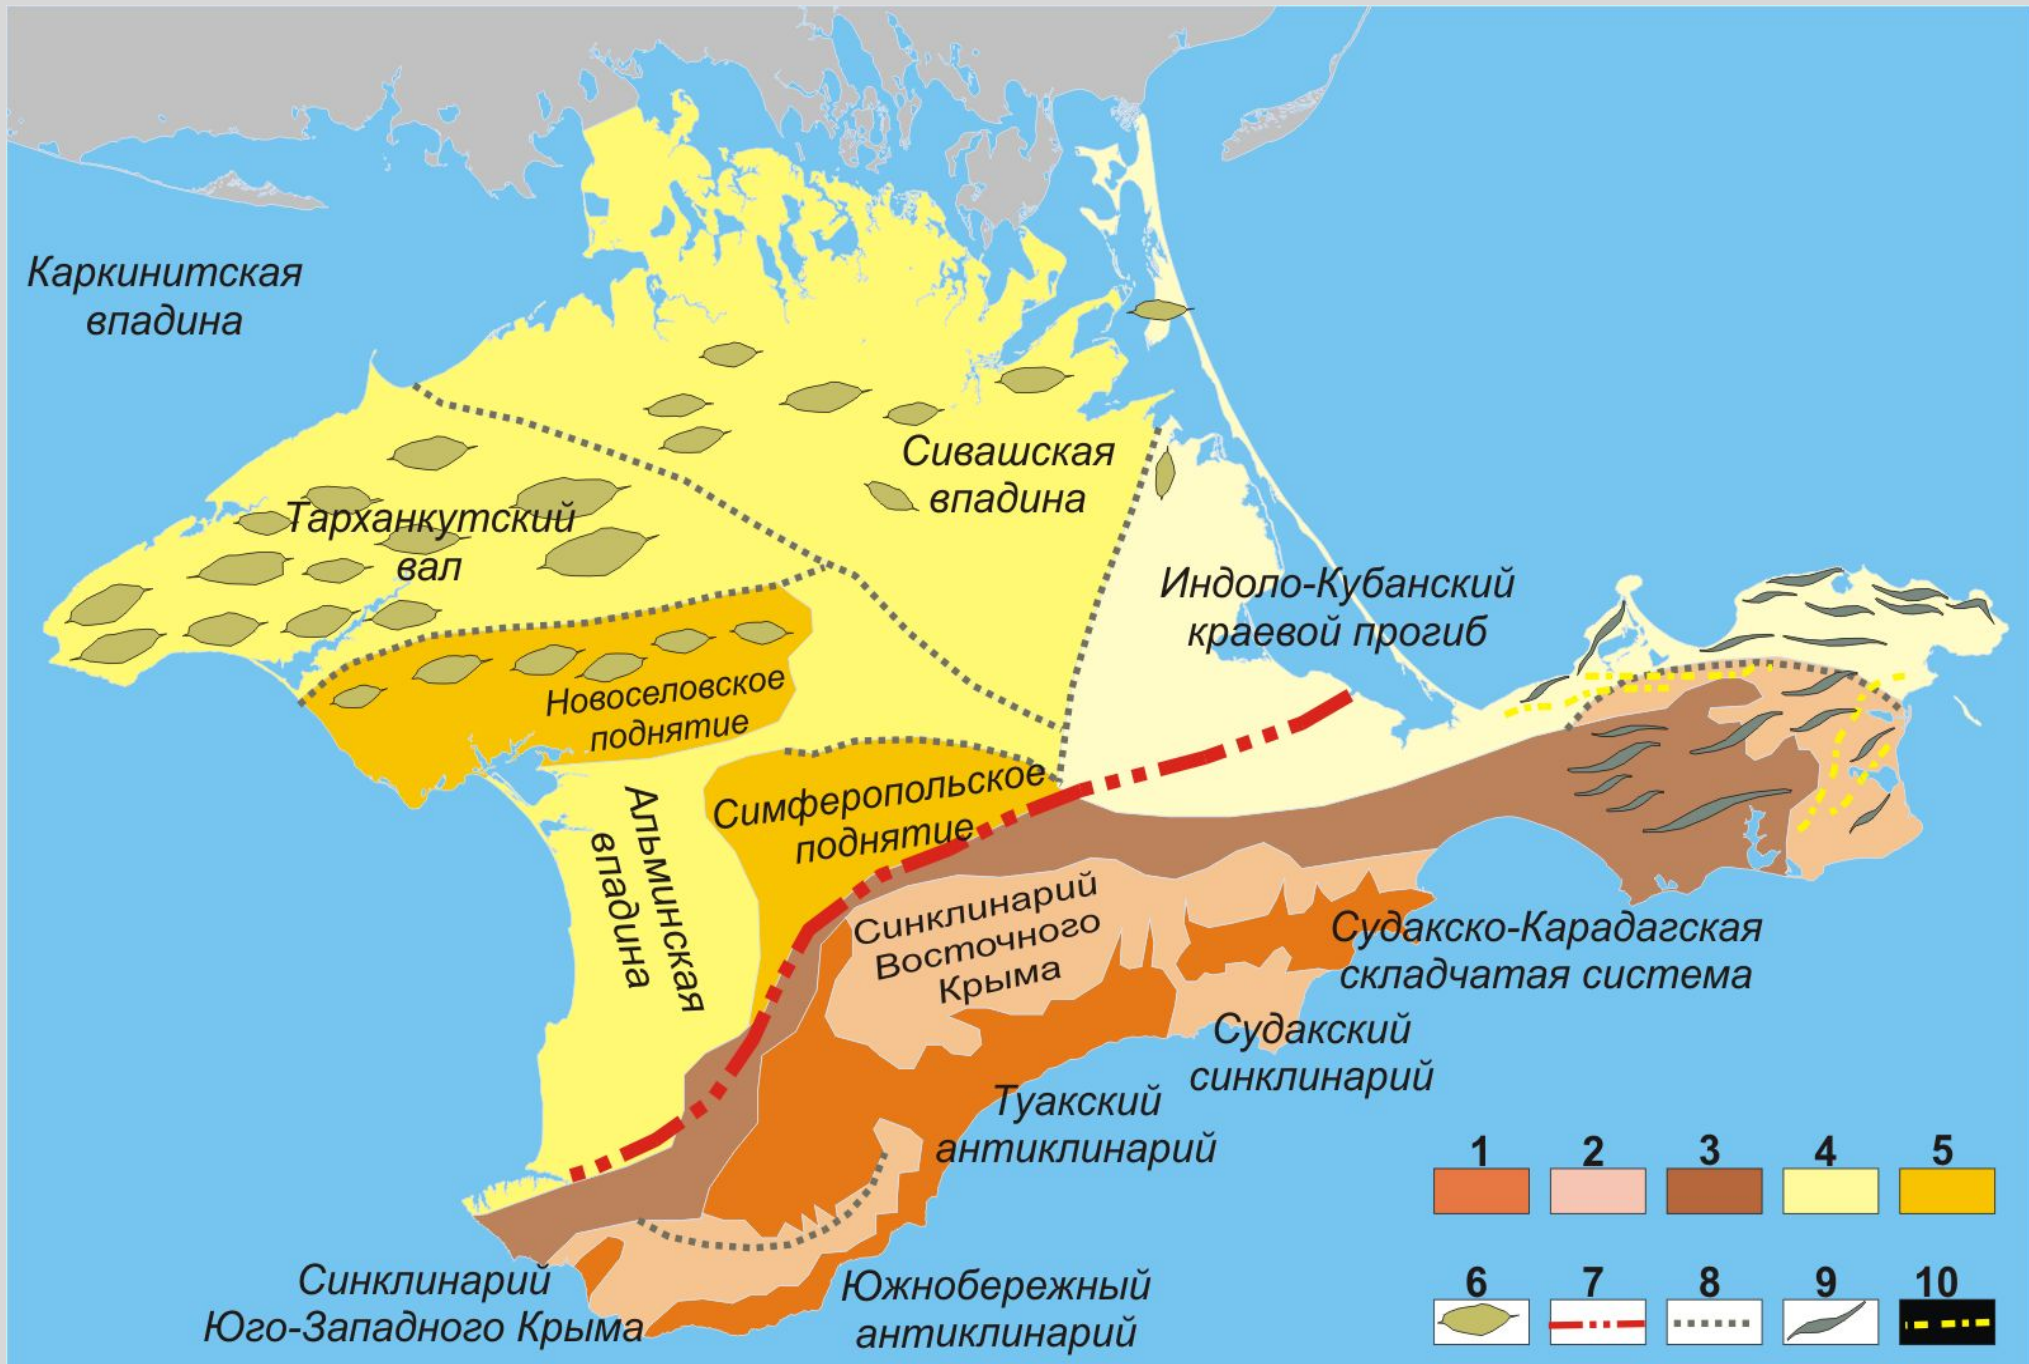 Каркинитская
впадина
Сивашская
впадина
Тарханкутский
вал
Индоло-Кубанский
краевой прогиб
Новоселовское
поднятие
Симферопольское
поднятие
Альминская
впадина
Синклинарий
Восточного
Крыма
Судакско-Карадагская
складчатая система
Судакский
синклинарий
Туакский
антиклинарий
Синклинарий
Юго-Западного Крыма
Южнобережный
антиклинарий
1 2 3 4 5
6 7 8 9 10